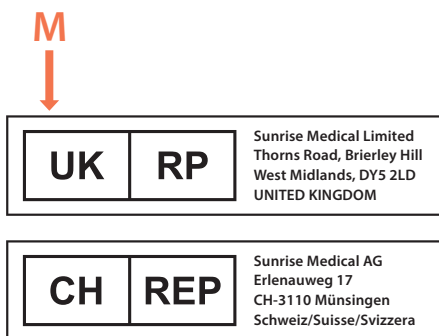 M
UK RP
Sunrise Medical Limited
Thorns Road, Brierley Hill
West Midlands, DY5 2LD
UNITED KINGDOM
CH REP
Sunrise Medical AG
Erlenauweg 17
CH-3110 Münsingen
Schweiz/Suisse/Svizzera